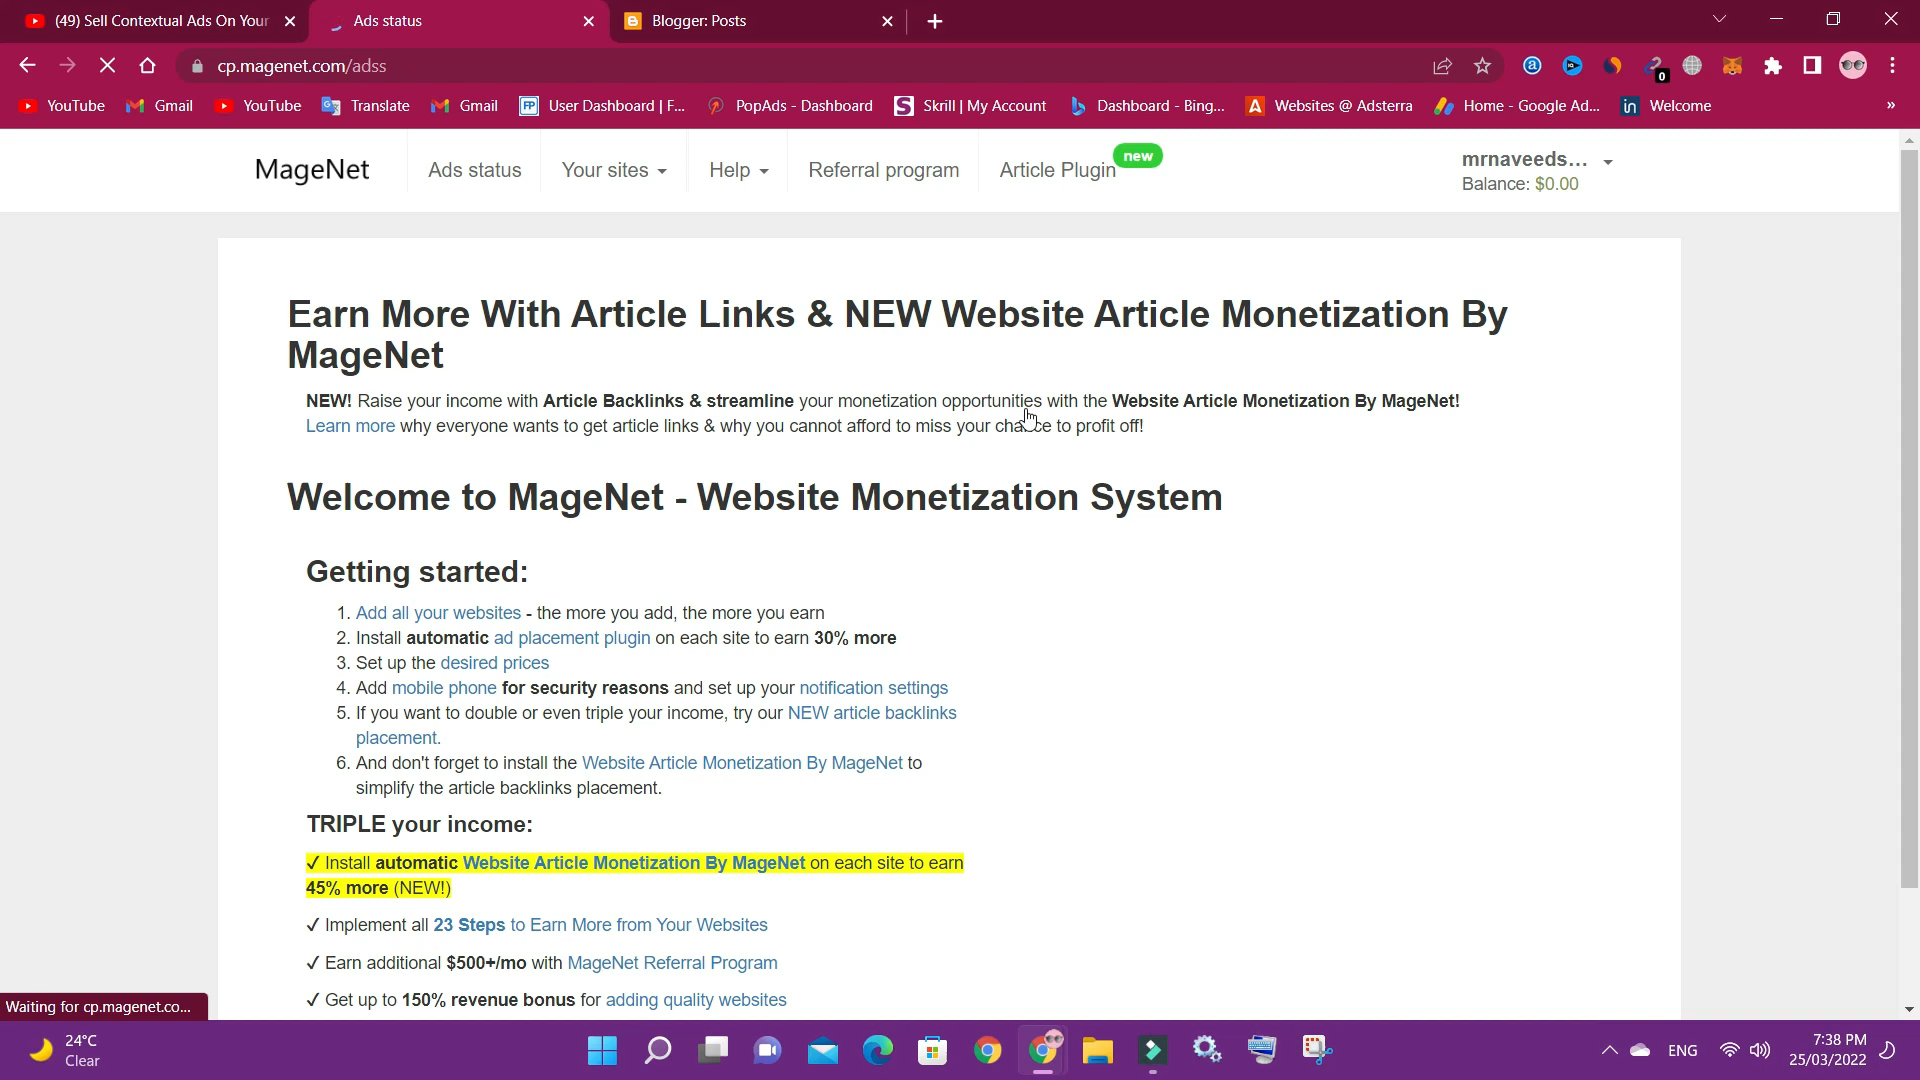 (49) Sell Contextual Ads On Your
Ads status
Blogger: Posts
cp.magenet.com/adss
0
YouTube
Gmail
YouTube
Translate
Gmail
User Dashboard | F...
PopAds - Dashboard
Skrill | My Account
Dashboard - Bing...
Websites @ Adsterra
Home - Google Ad...
Welcome
»
MageNet
Ads status
Your sites
Help
Referral program
Article Plugin
new
mrnaveeds...
Balance: $0.00
Earn More With Article Links & NEW Website Article Monetization By
MageNet
NEW! Raise your income with Article Backlinks & streamline your monetization opportunities with the Website Article Monetization By MageNet!
Learn more why everyone wants to get article links & why you cannot afford to miss your chance to profit off!
Welcome to MageNet - Website Monetization System
Getting started:
1. Add all your websites - the more you add, the more you earn
2. Install automatic ad placement plugin on each site to earn 30% more
3. Set up the desired prices
4. Add mobile phone for security reasons and set up your notification settings
5. If you want to double or even triple your income, try our NEW article backlinks
placement.
6. And don't forget to install the Website Article Monetization By MageNet to
simplify the article backlinks placement.
TRIPLE your income:
✓ Install automatic Website Article Monetization By MageNet on each site to earn
45% more (NEW!)
✓ Implement all 23 Steps to Earn More from Your Websites
✓ Earn additional $500+/mo with MageNet Referral Program
✓ Get up to 150% revenue bonus for adding quality websites
Waiting for cp.magenet.co...
24°C
Clear
ENG
7:38 PM
25/03/2022